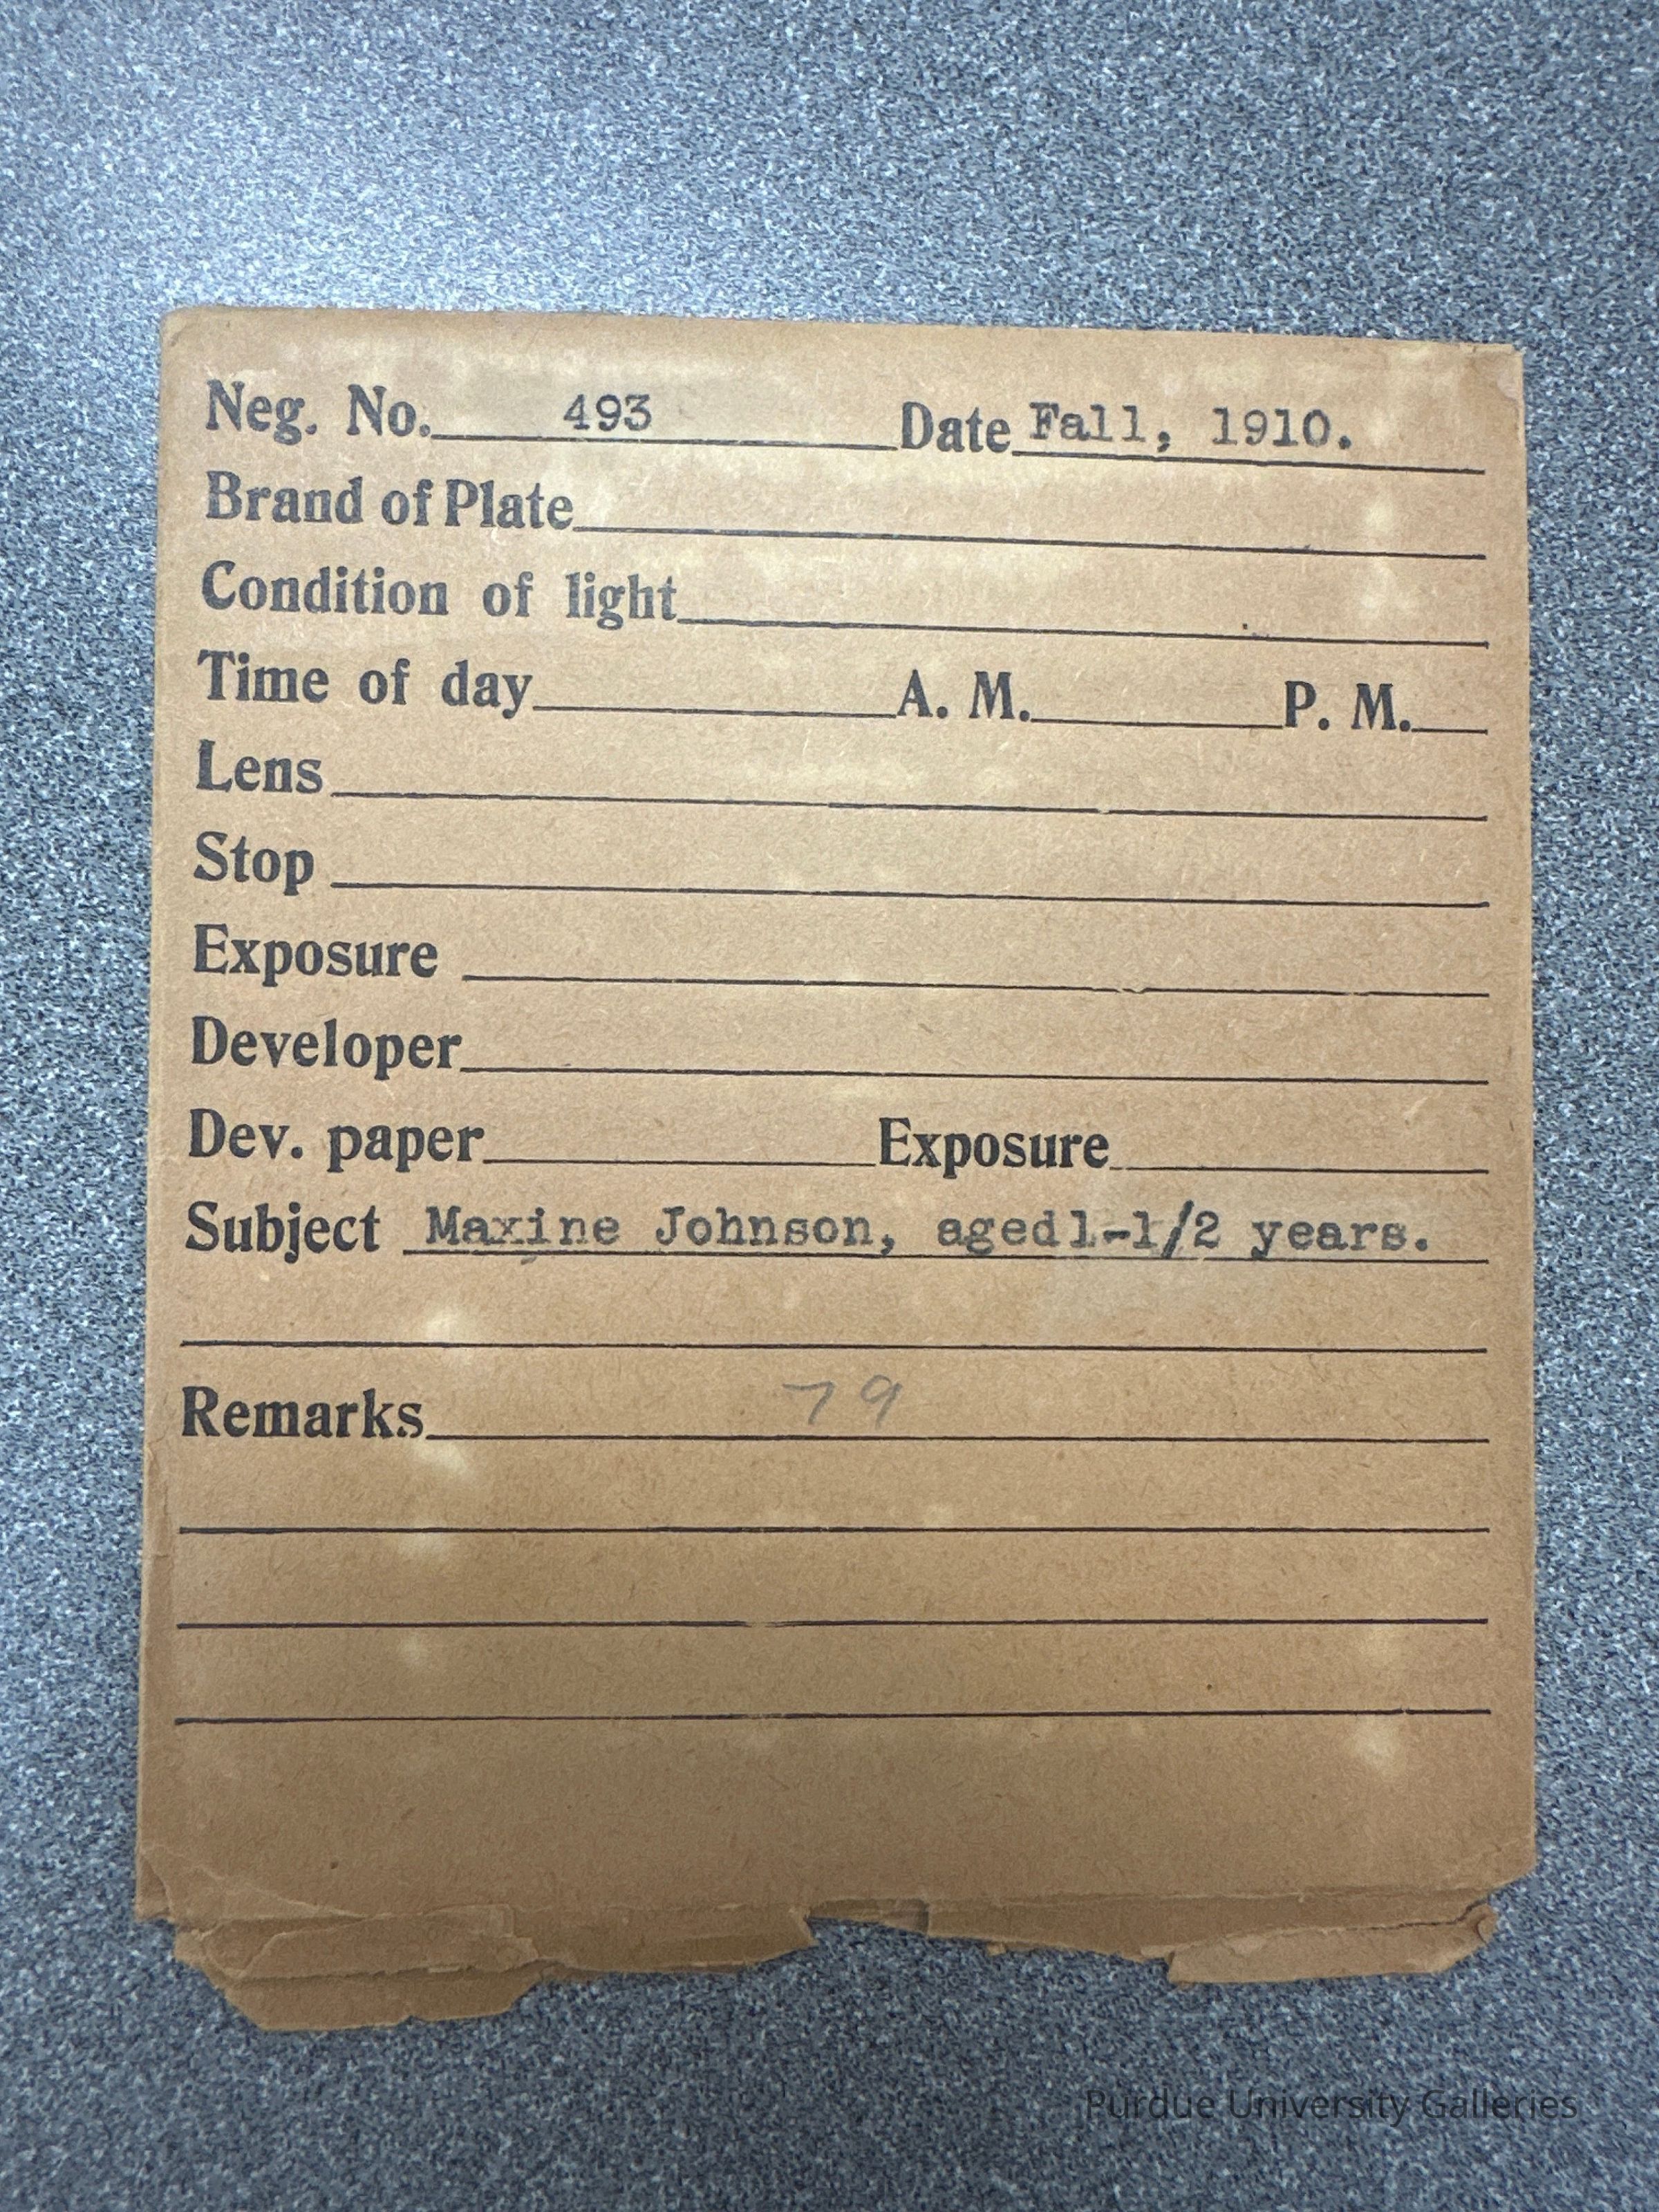 Neg. No. 493 Date Fall, 1910.
Brand of Plate
Condition of light
Time of day A. M. P. M.
Lens
Stop
Exposure
Developer
Dev. paper Exposure
Subject Maxine Johnson, aged1-1/2 years.
Remarks 79
Purdue University Galleries